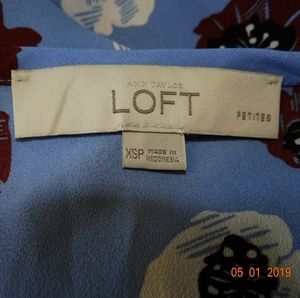 ANN TAYLOR
LOFT
PETITES
XSP
MADE IN
INDONESIA
05 01 2019